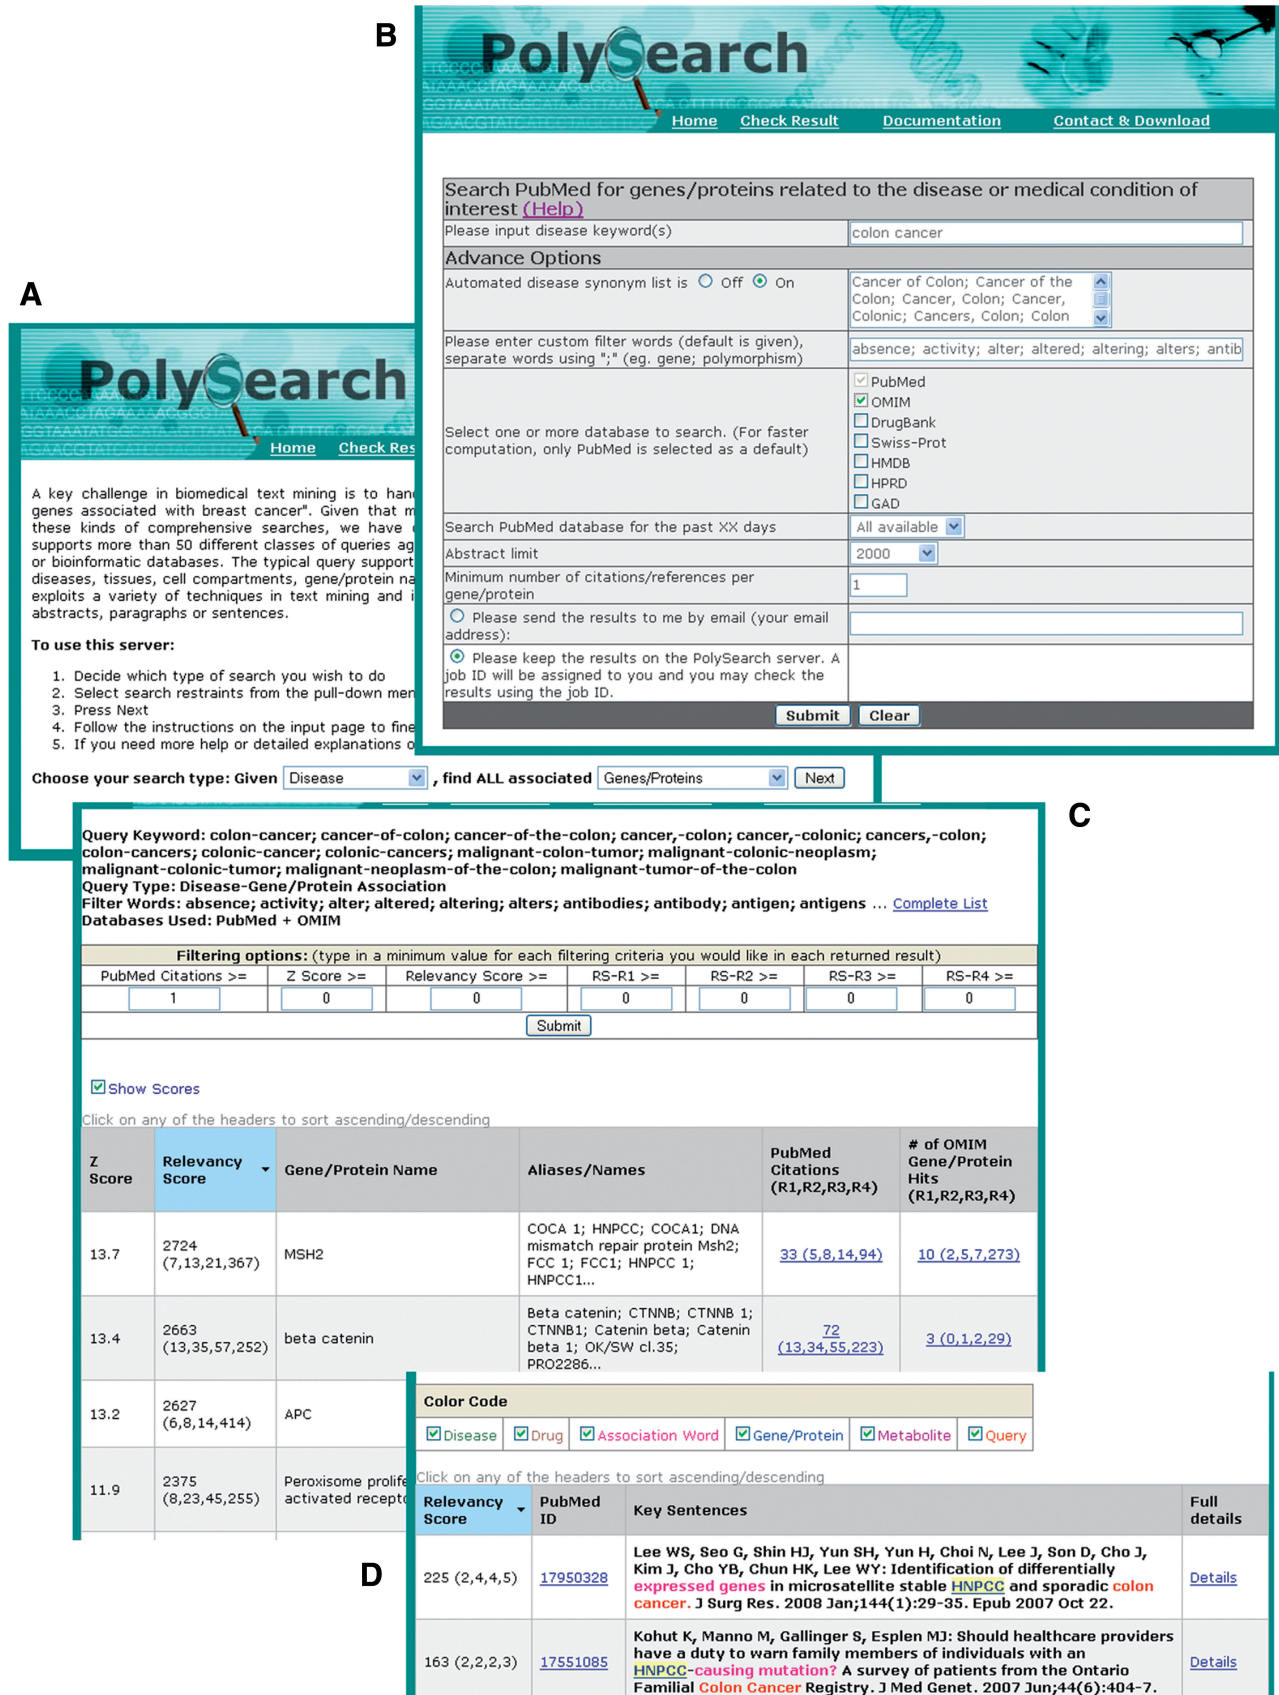 B
PolySearch
Home Check Result Documentation Contact & Download
Search PubMed for genes/proteins related to the disease or medical condition of
interest (Help)
Please input disease keyword(s) colon cancer
Advance Options
Automated disease synonym list is Off On
Cancer of Colon; Cancer of the
Colon; Cancer, Colon; Cancer,
Colonic; Cancers, Colon; Colon
Please enter custom filter words (default is given),
separate words using ";" (eg. gene; polymorphism)
absence; activity; alter; altered; altering; alters; antib
Select one or more database to search. (For faster
computation, only PubMed is selected as a default)
PubMed
OMIM
DrugBank
Swiss-Prot
HMDB
HPRD
GAD
Search PubMed database for the past XX days All available
Abstract limit 2000
Minimum number of citations/references per
gene/protein
1
Please send the results to me by email (your email
address):
Please keep the results on the PolySearch server. A
job ID will be assigned to you and you may check the
results using the job ID.
Submit Clear
A
PolySearch
Home Check Res
A key challenge in biomedical text mining is to han
genes associated with breast cancer". Given that m
these kinds of comprehensive searches, we have
supports more than 50 different classes of queries ag
or bioinformatic databases. The typical query support
diseases, tissues, cell compartments, gene/protein na
exploits a variety of techniques in text mining and i
abstracts, paragraphs or sentences.
To use this server:
1. Decide which type of search you wish to do
2. Select search restraints from the pull-down men
3. Press Next
4. Follow the instructions on the input page to fine
5. If you need more help or detailed explanations o
Choose your search type: Given Disease , find ALL associated Genes/Proteins Next
C
Query Keyword: colon-cancer; cancer-of-colon; cancer-of-the-colon; cancer,-colon; cancer,-colonic; cancers,-colon;
colon-cancers; colonic-cancer; colonic-cancers; malignant-colon-tumor; malignant-colonic-neoplasm;
malignant-colonic-tumor; malignant-neoplasm-of-the-colon; malignant-tumor-of-the-colon
Query Type: Disease-Gene/Protein Association
Filter Words: absence; activity; alter; altered; altering; alters; antibodies; antibody; antigen; antigens ... Complete List
Databases Used: PubMed + OMIM
Filtering options: (type in a minimum value for each filtering criteria you would like in each returned result)
PubMed Citations >= Z Score >= Relevancy Score >= RS-R1 >= RS-R2 >= RS-R3 >= RS-R4 >=
1 0 0 0 0 0 0
Submit
Show Scores
Click on any of the headers to sort ascending/descending
Z
Score
Relevancy
Score
Gene/Protein Name
Aliases/Names
PubMed
Citations
(R1,R2,R3,R4)
# of OMIM
Gene/Protein
Hits
(R1,R2,R3,R4)
13.7
2724
(7,13,21,367)
MSH2
COCA 1; HNPCC; COCA1; DNA
mismatch repair protein Msh2;
FCC 1; FCC1; HNPCC 1;
HNPCC1...
33 (5,8,14,94)
10 (2,5,7,273)
13.4
2663
(13,35,57,252)
beta catenin
Beta catenin; CTNNB; CTNNB 1;
CTNNB1; Catenin beta; Catenin
beta 1; OK/SW cl.35;
PRO2286...
72
(13,34,55,223)
3 (0,1,2,29)
13.2
2627
(6,8,14,414)
APC
11.9
2375
(8,23,45,255)
Peroxisome prolife
activated recepto
D
Color Code
Disease Drug Association Word Gene/Protein Metabolite Query
Click on any of the headers to sort ascending/descending
Relevancy
Score
PubMed
ID
Key Sentences
Full
details
225 (2,4,4,5)
17950328
Lee WS, Seo G, Shin HJ, Yun SH, Yun H, Choi N, Lee J, Son D, Cho J,
Kim J, Cho YB, Chun HK, Lee WY: Identification of differentially
expressed genes in microsatellite stable HNPCC and sporadic colon
cancer. J Surg Res. 2008 Jan;144(1):29-35. Epub 2007 Oct 22.
Details
163 (2,2,2,3)
17551085
Kohut K, Manno M, Gallinger S, Esplen MJ: Should healthcare providers
have a duty to warn family members of individuals with an
HNPCC-causing mutation? A survey of patients from the Ontario
Familial Colon Cancer Registry. J Med Genet. 2007 Jun;44(6):404-7.
Details